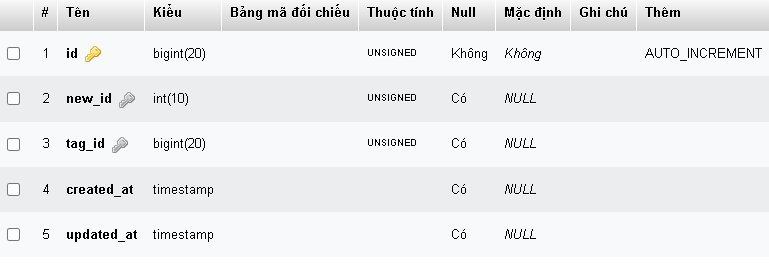 # Tên Kiểu Bảng mã đối chiếu Thuộc tính Null Mặc định Ghi chú Thêm
1 id bigint(20) UNSIGNED Không Không AUTO_INCREMENT
2 new_id int(10) UNSIGNED Có NULL
3 tag_id bigint(20) UNSIGNED Có NULL
4 created_at timestamp Có NULL
5 updated_at timestamp Có NULL